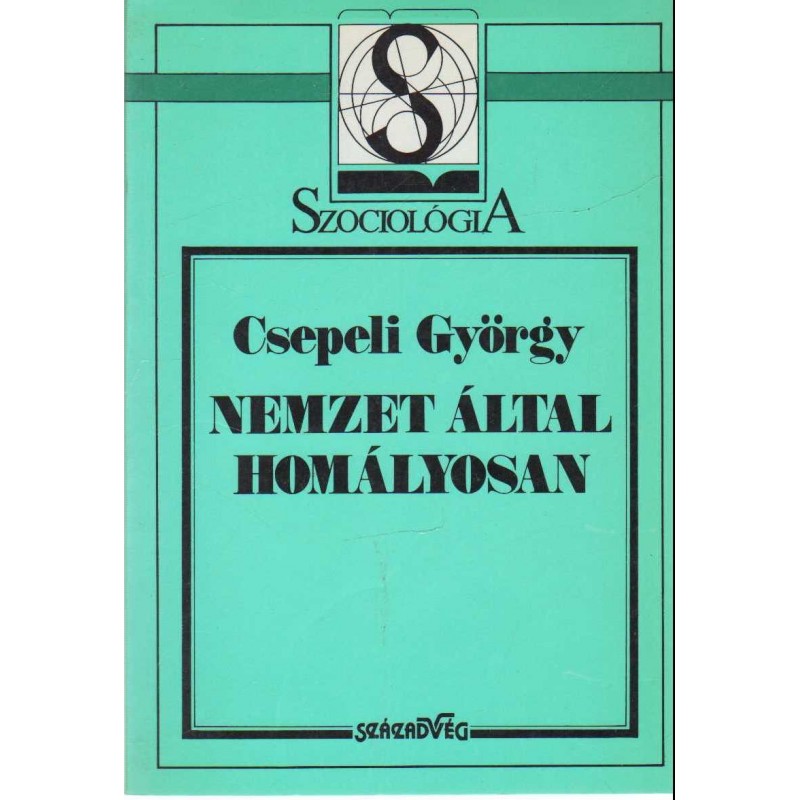 S
SZOCIOLÓGIA
Csepeli György
NEMZET ÁLTAL
HOMÁLYOSAN
SZÁZADVÉG